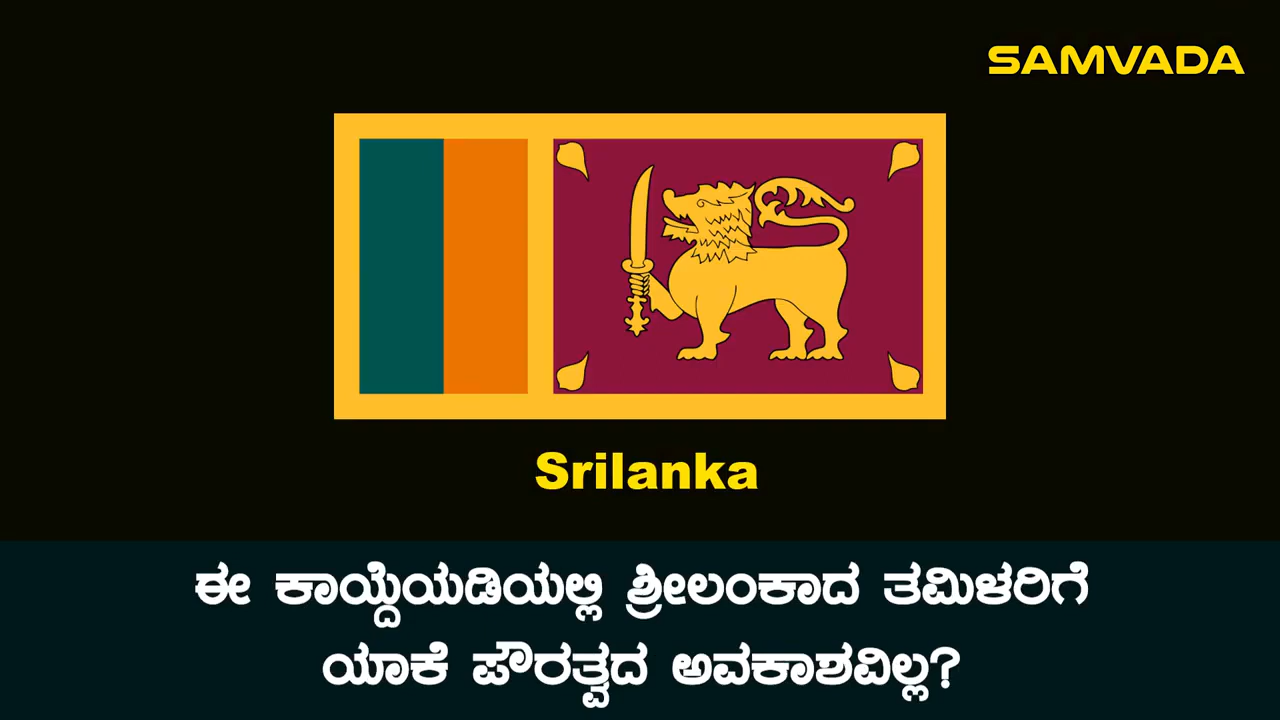 SAMVADA
Srilanka
ಈ ಕಾಯ್ದೆಯಡಿಯಲ್ಲಿ ಶ್ರೀಲಂಕಾದ ತಮಿಳರಿಗೆ
ಯಾಕೆ ಪೌರತ್ವದ ಅವಕಾಶವಿಲ್ಲ?